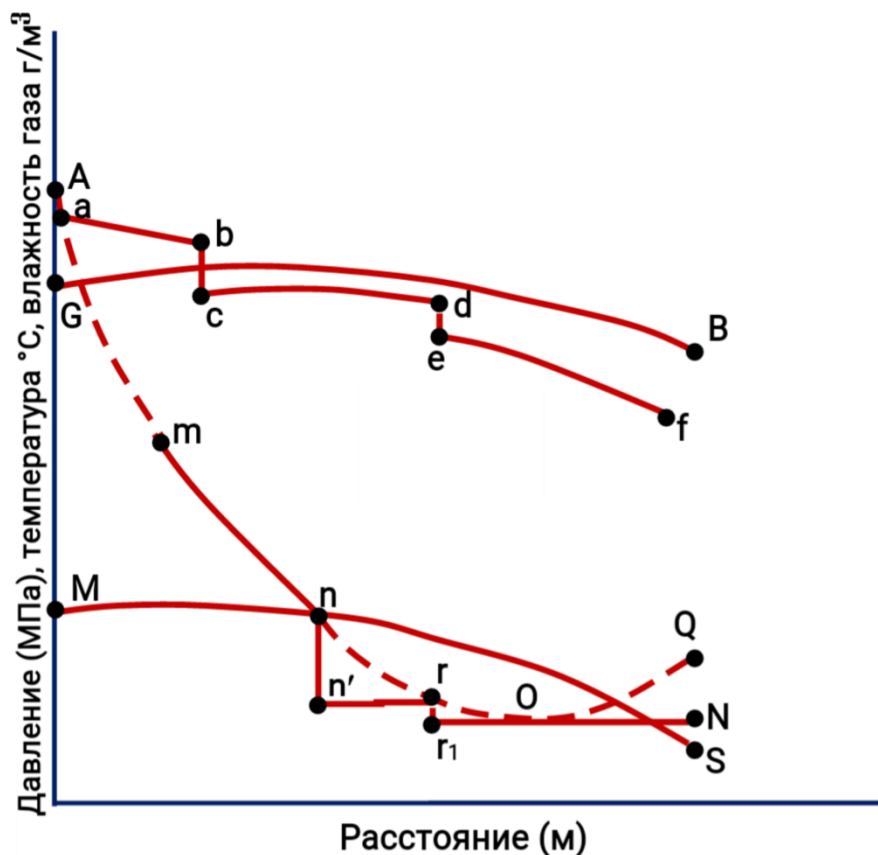 Давление (МПа), температура °C, влажность газа г/м³
A
a
b
G
c
d
B
e
f
m
M
n
Q
n′
r
O
N
r₁
S
Расстояние (м)